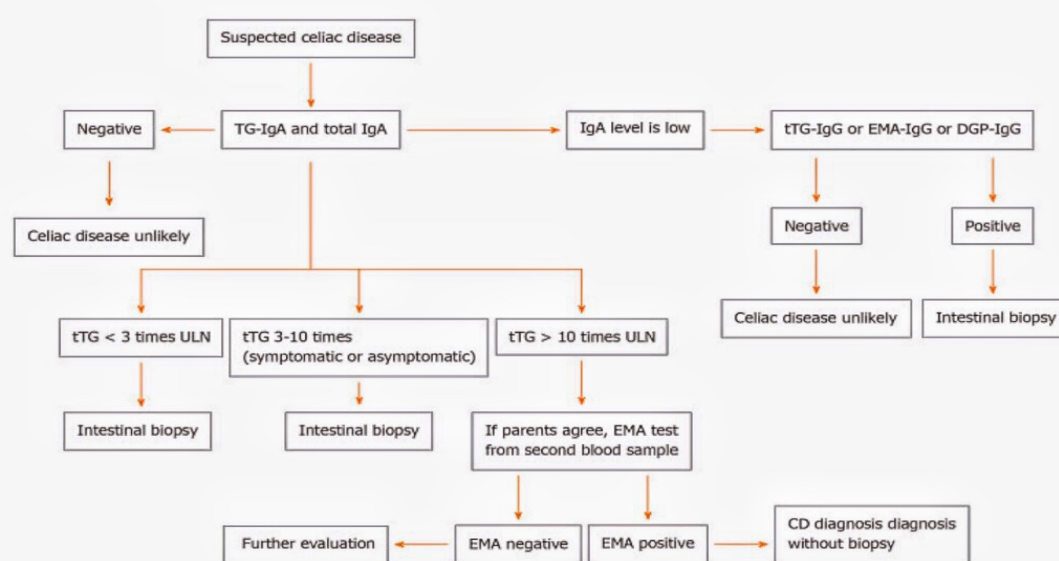 Suspected celiac disease
Negative
TG-IgA and total IgA
IgA level is low
tTG-IgG or EMA-IgG or DGP-IgG
Celiac disease unlikely
Negative
Positive
Celiac disease unlikely
Intestinal biopsy
tTG < 3 times ULN
tTG 3-10 times
(symptomatic or asymptomatic)
tTG > 10 times ULN
Intestinal biopsy
Intestinal biopsy
If parents agree, EMA test
from second blood sample
Further evaluation
EMA negative
EMA positive
CD diagnosis diagnosis
without biopsy